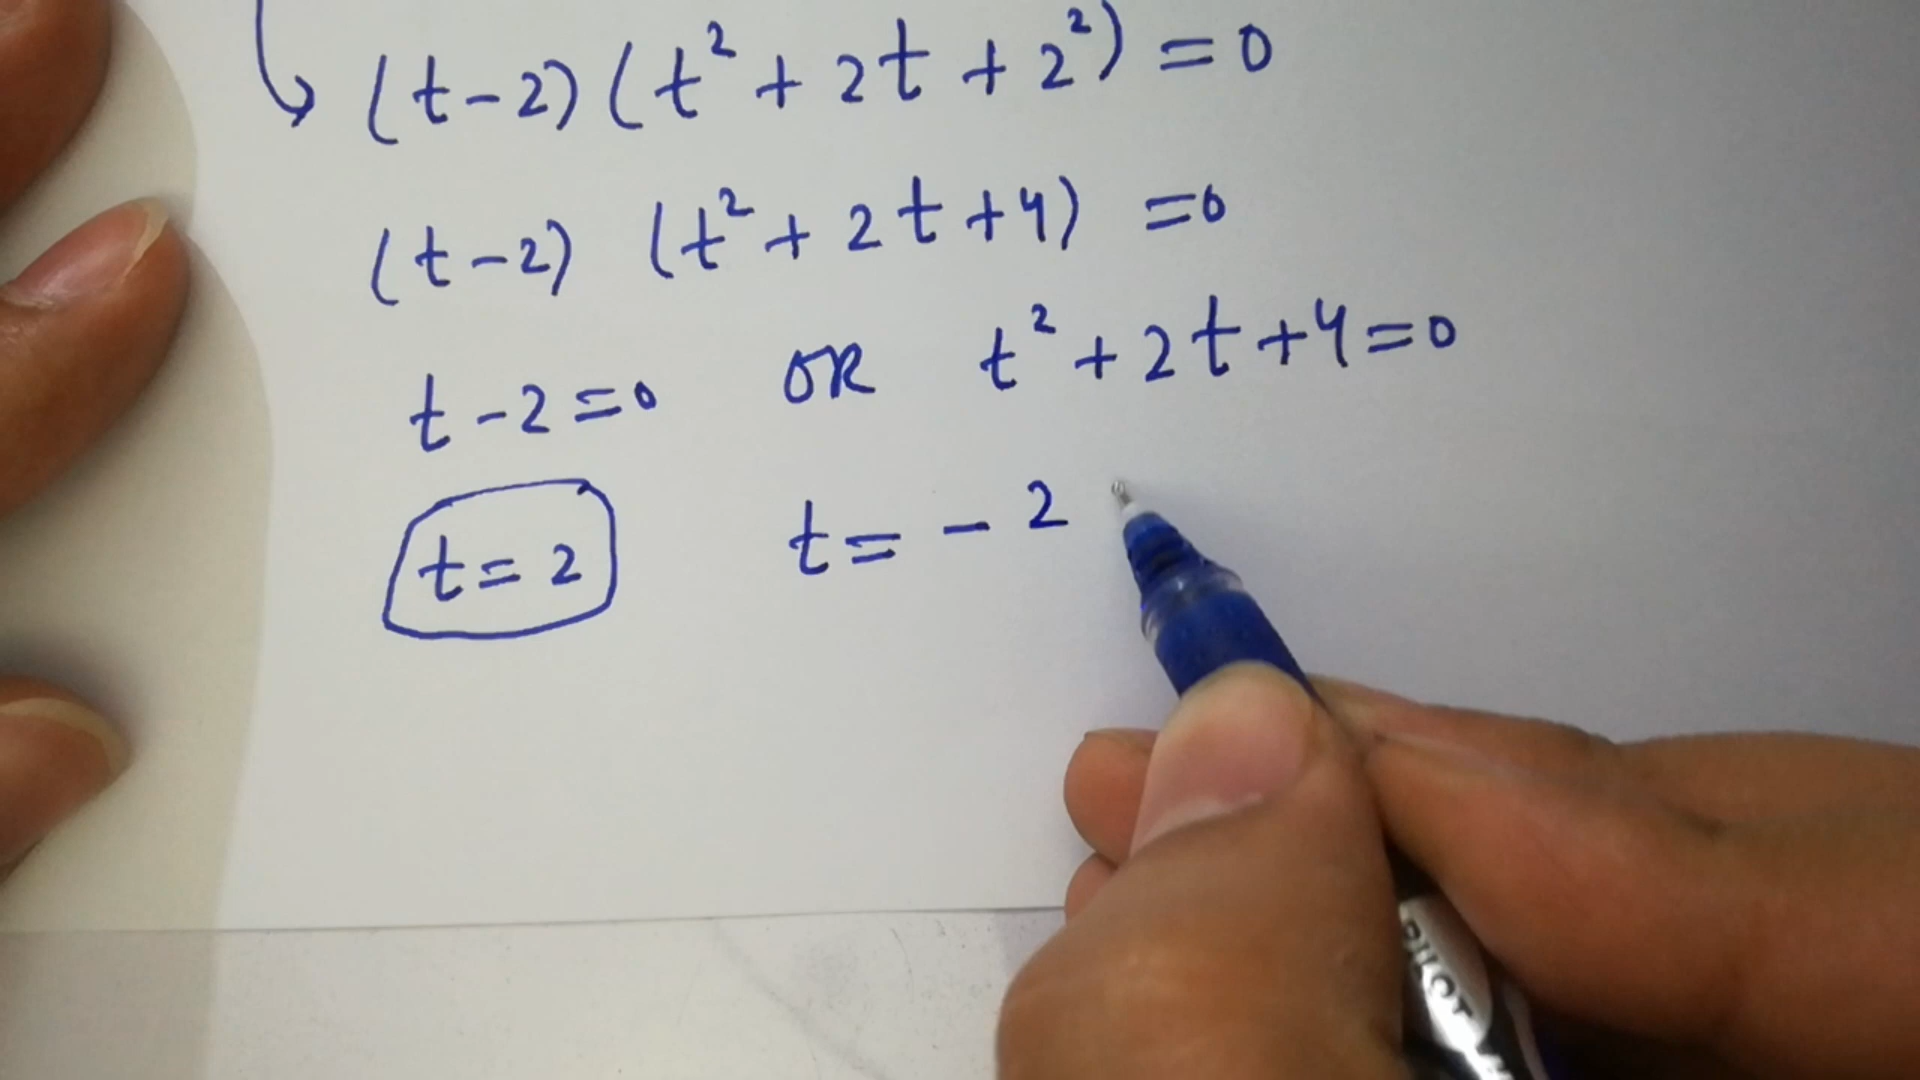 (t-2)(t² + 2t + 2²) = 0
(t-2) (t² + 2t + 4) = 0
t - 2 = 0 OR t² + 2t + 4 = 0
t = 2 t = - 2
PILOT